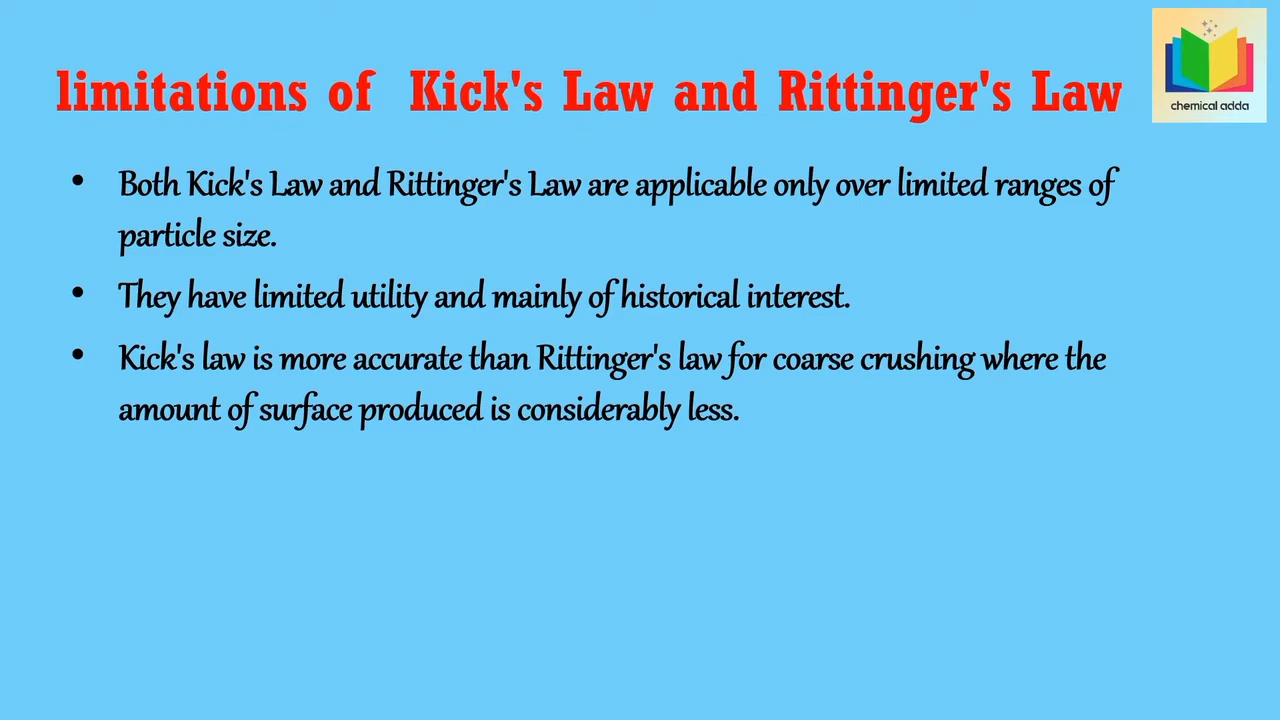 limitations of Kick's Law and Rittinger's Law
chemical adda
• Both Kick's Law and Rittinger's Law are applicable only over limited ranges of
particle size.
• They have limited utility and mainly of historical interest.
• Kick's law is more accurate than Rittinger's law for coarse crushing where the
amount of surface produced is considerably less.